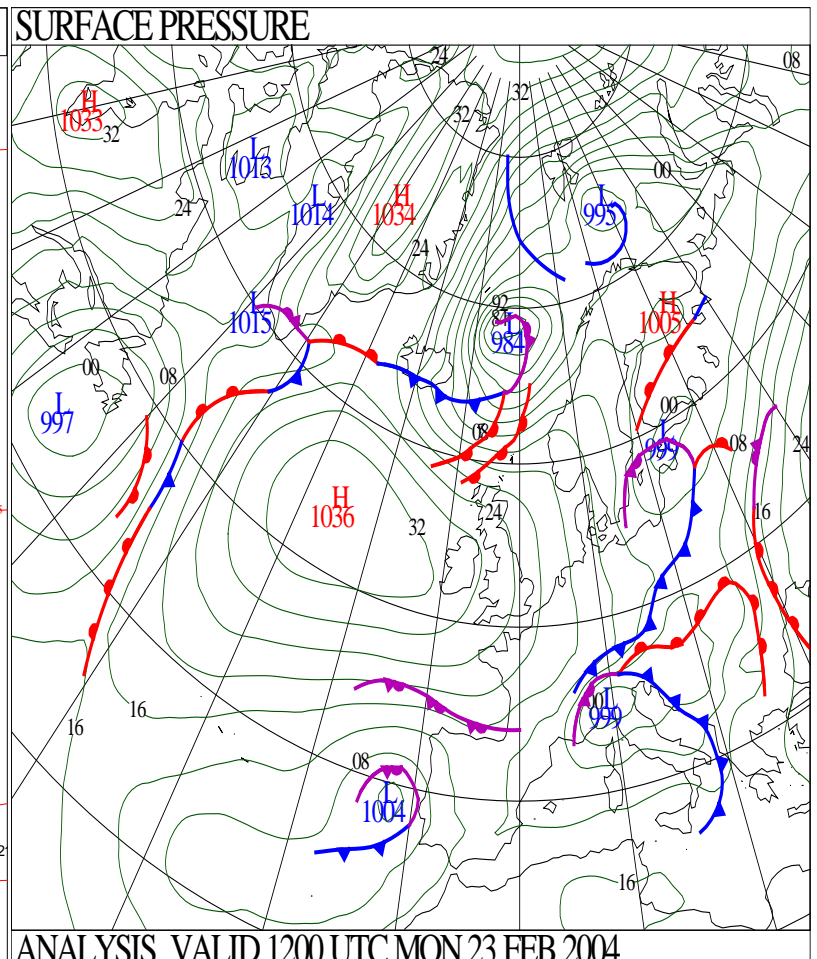 SURFACE PRESSURE
24
08
H
1033
32
32
32
L
1013
00
L
1014
H
1034
L
995
24
24
L
1015
92
H
1005
L
984
00
08
L
997
00
L
999
08
08
24
H
1036
32
24
16
16
16
00
L
999
08
L
1004
16
ANALYSIS VALID 1200 UTC MON 23 FEB 2004